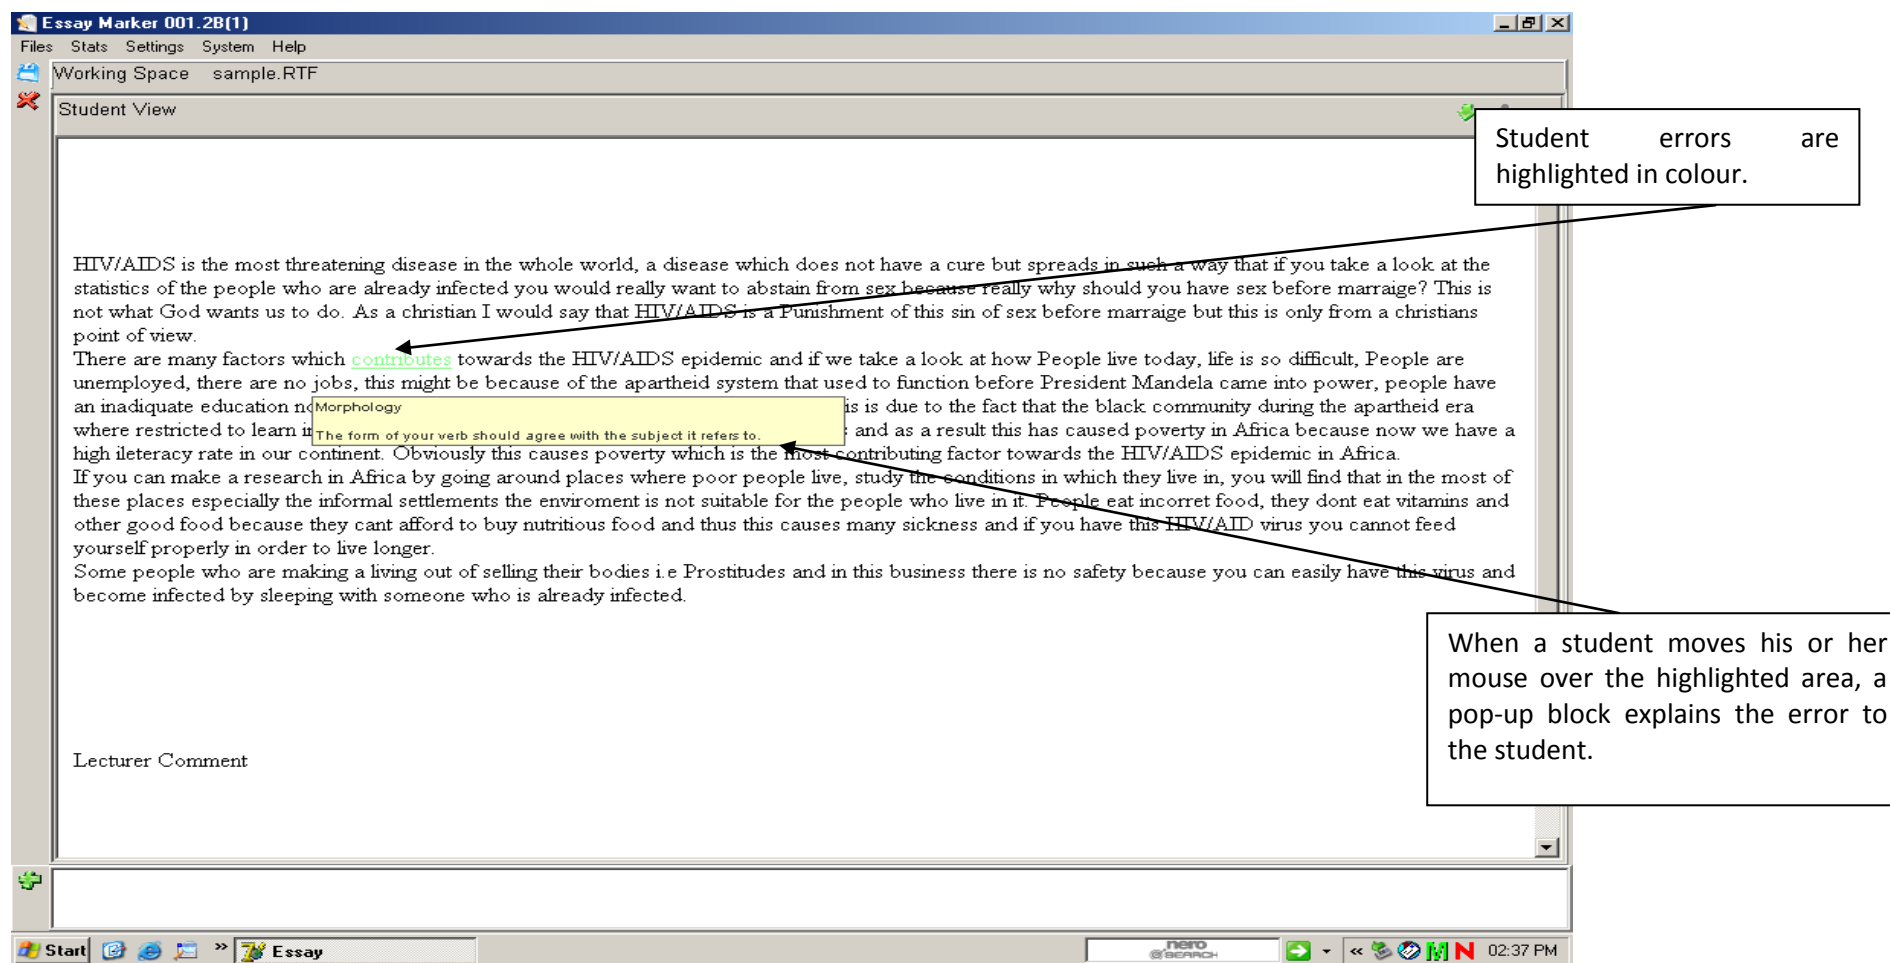 Essay Marker 001.2B(1)
Files Stats Settings System Help
Working Space sample.RTF
Student View
Student errors are
highlighted in colour.
HIV/AIDS is the most threatening disease in the whole world, a disease which does not have a cure but spreads in such a way that if you take a look at the
statistics of the people who are already infected you would really want to abstain from sex because really why should you have sex before marraige? This is
not what God wants us to do. As a christian I would say that HIV/AIDS is a Punishment of this sin of sex before marraige but this is only from a christians
point of view.
There are many factors which contributes towards the HIV/AIDS epidemic and if we take a look at how People live today, life is so difficult, People are
unemployed, there are no jobs, this might be because of the apartheid system that used to function before President Mandela came into power, people have
an inadiquate education is is due to the fact that the black community during the apartheid era
Morphology
where restricted to learn and as a result this has caused poverty in Africa because now we have a
The form of your verb should agree with the subject it refers to.
high ileteracy rate in our continent. Obviously this causes poverty which is the most contributing factor towards the HIV/AIDS epidemic in Africa.
If you can make a research in Africa by going around places where poor people live, study the conditions in which they live in, you will find that in the most of
these places especially the informal settlements the enviroment is not suitable for the people who live in it. People eat incorret food, they dont eat vitamins and
other good food because they cant afford to buy nutritious food and thus this causes many sickness and if you have this HIV/AID virus you cannot feed
yourself properly in order to live longer.
Some people who are making a living out of selling their bodies i.e Prostitudes and in this business there is no safety because you can easily have this virus and
become infected by sleeping with someone who is already infected.
When a student moves his or her
mouse over the highlighted area, a
pop-up block explains the error to
the student.
Lecturer Comment
Start » Essay nero @SEARCH « M N 02:37 PM